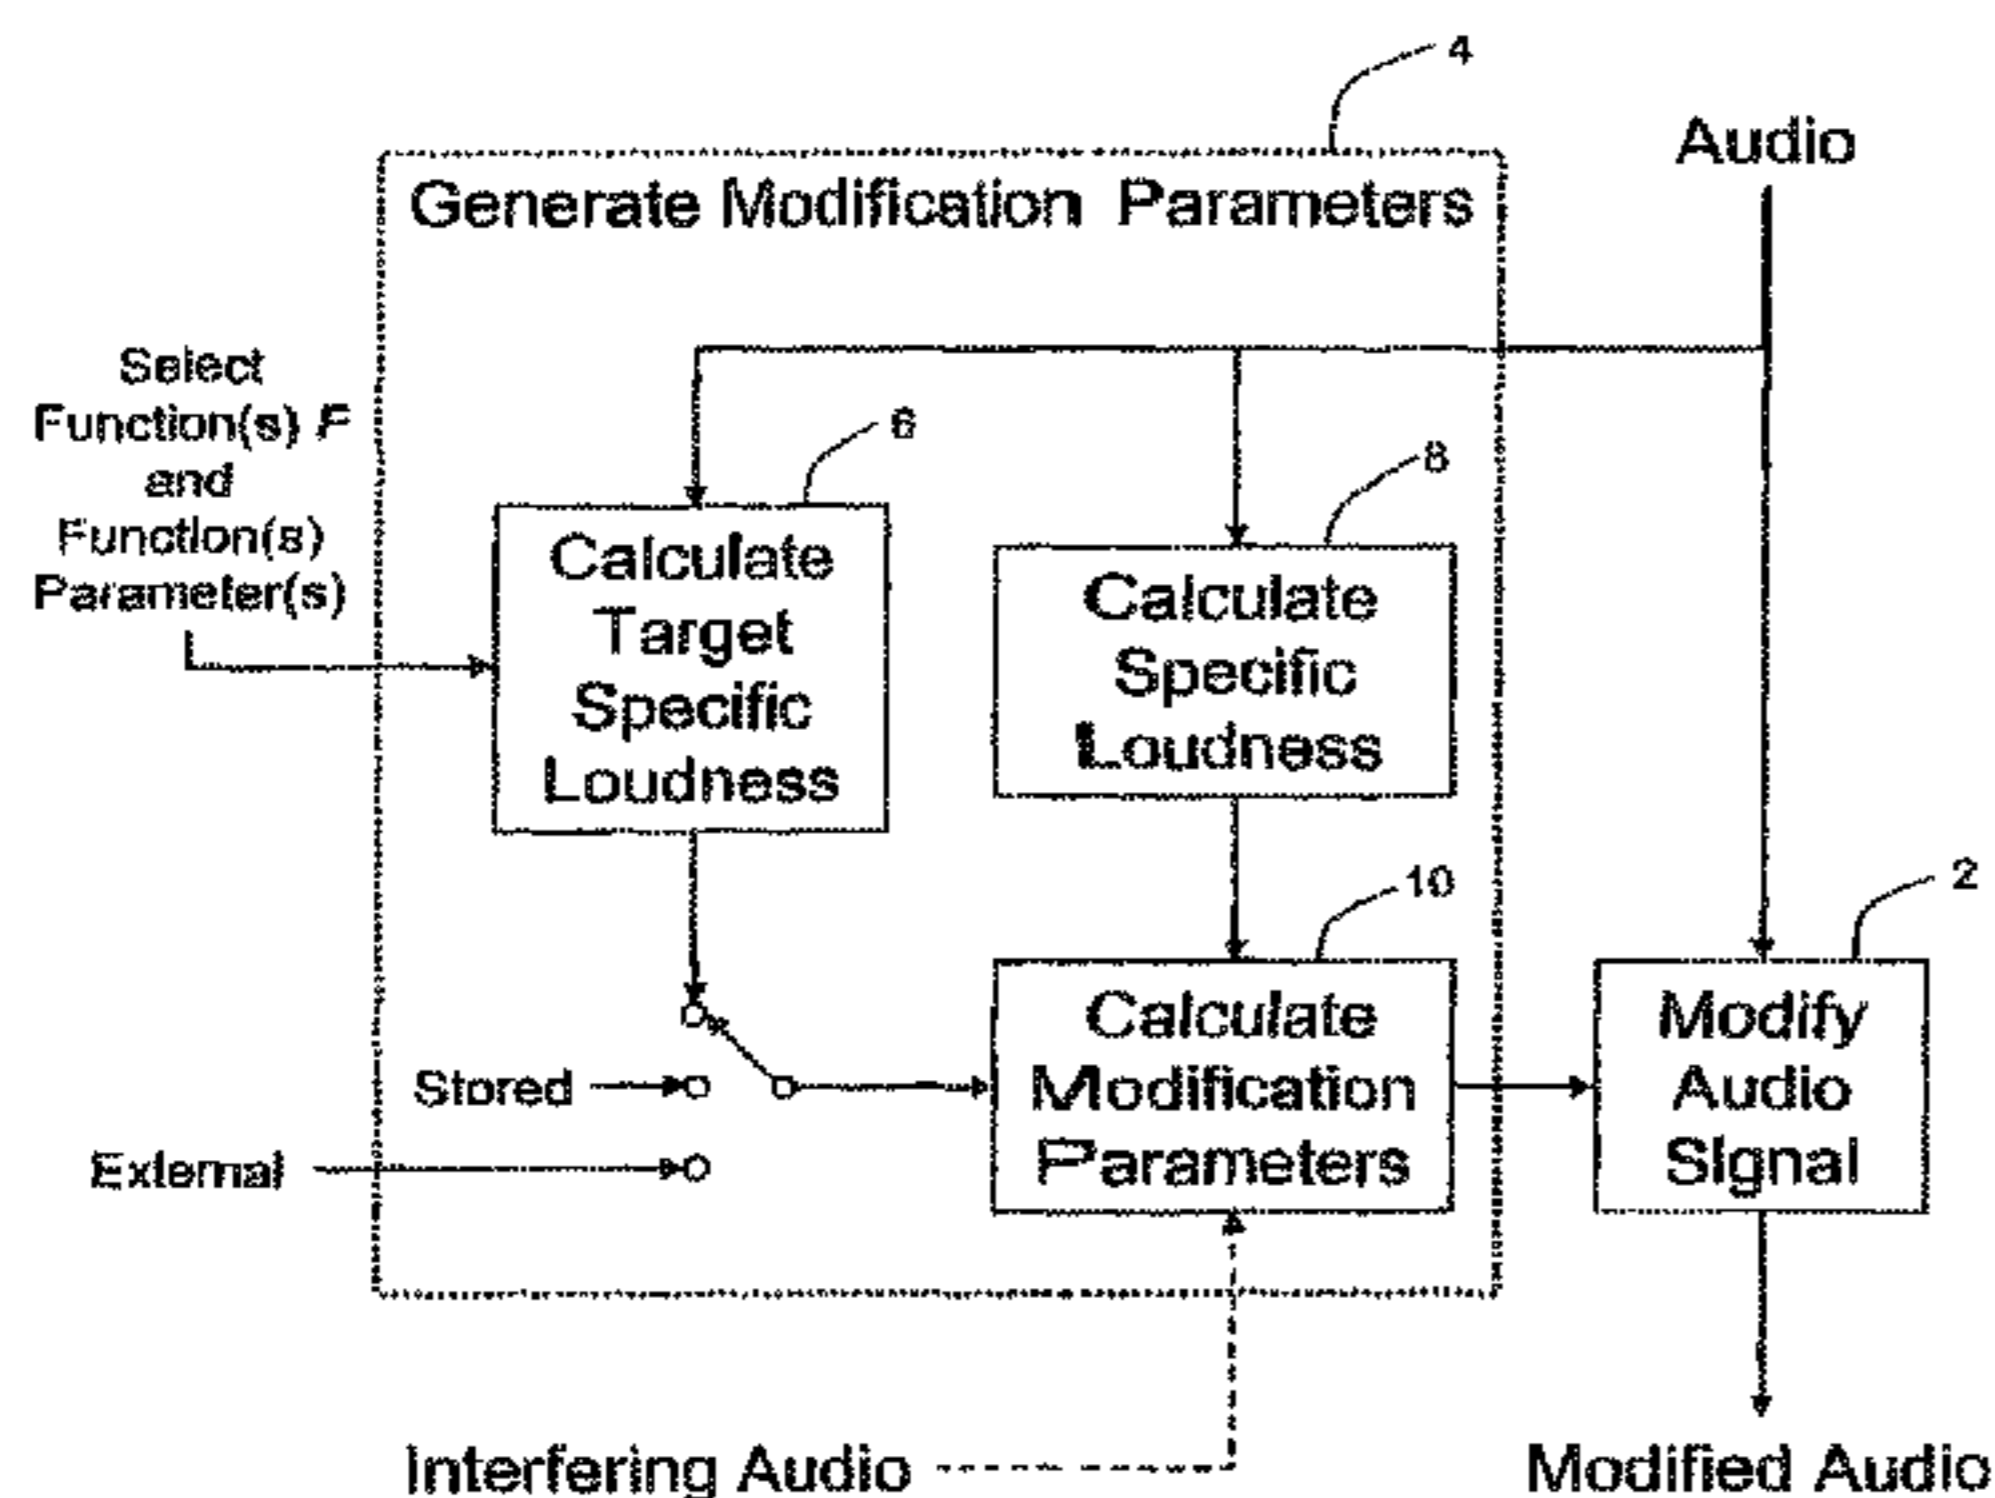 4
Audio
Generate Modification Parameters
Select
Function(s) F
and
Function(s)
Parameter(s)
6
8
Calculate
Target
Specific
Loudness
Calculate
Specific
Loudness
10
2
Calculate
Modification
Parameters
Modify
Audio
Signal
Stored
External
Interfering Audio
Modified Audio